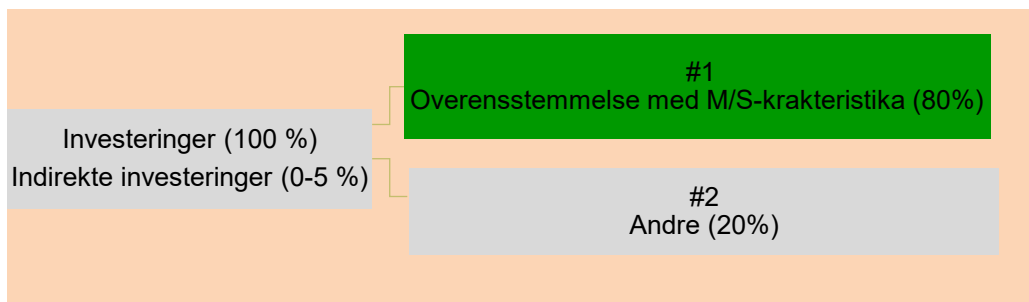 Investeringer (100 %)
Indirekte investeringer (0-5 %)
#1
Overensstemmelse med M/S-krakteristika (80%)
#2
Andre (20%)